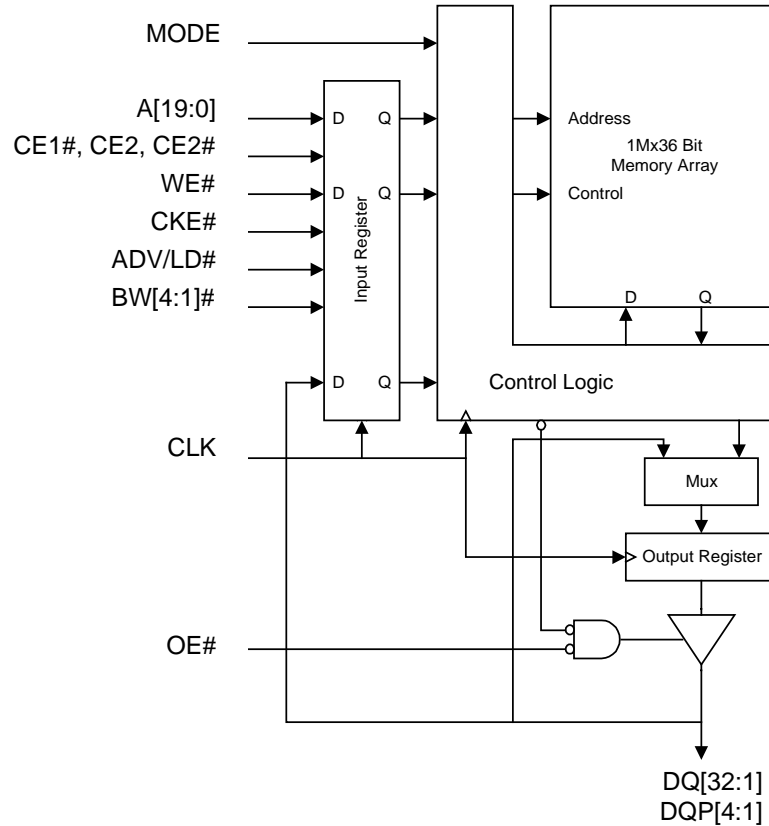 MODE
A[19:0]
CE1#, CE2, CE2#
WE#
CKE#
ADV/LD#
BW[4:1]#
CLK
OE#
D Q
D Q
Input Register
D Q
Address
1Mx36 Bit
Memory Array
Control
D Q
Control Logic
Mux
Output Register
DQ[32:1]
DQP[4:1]